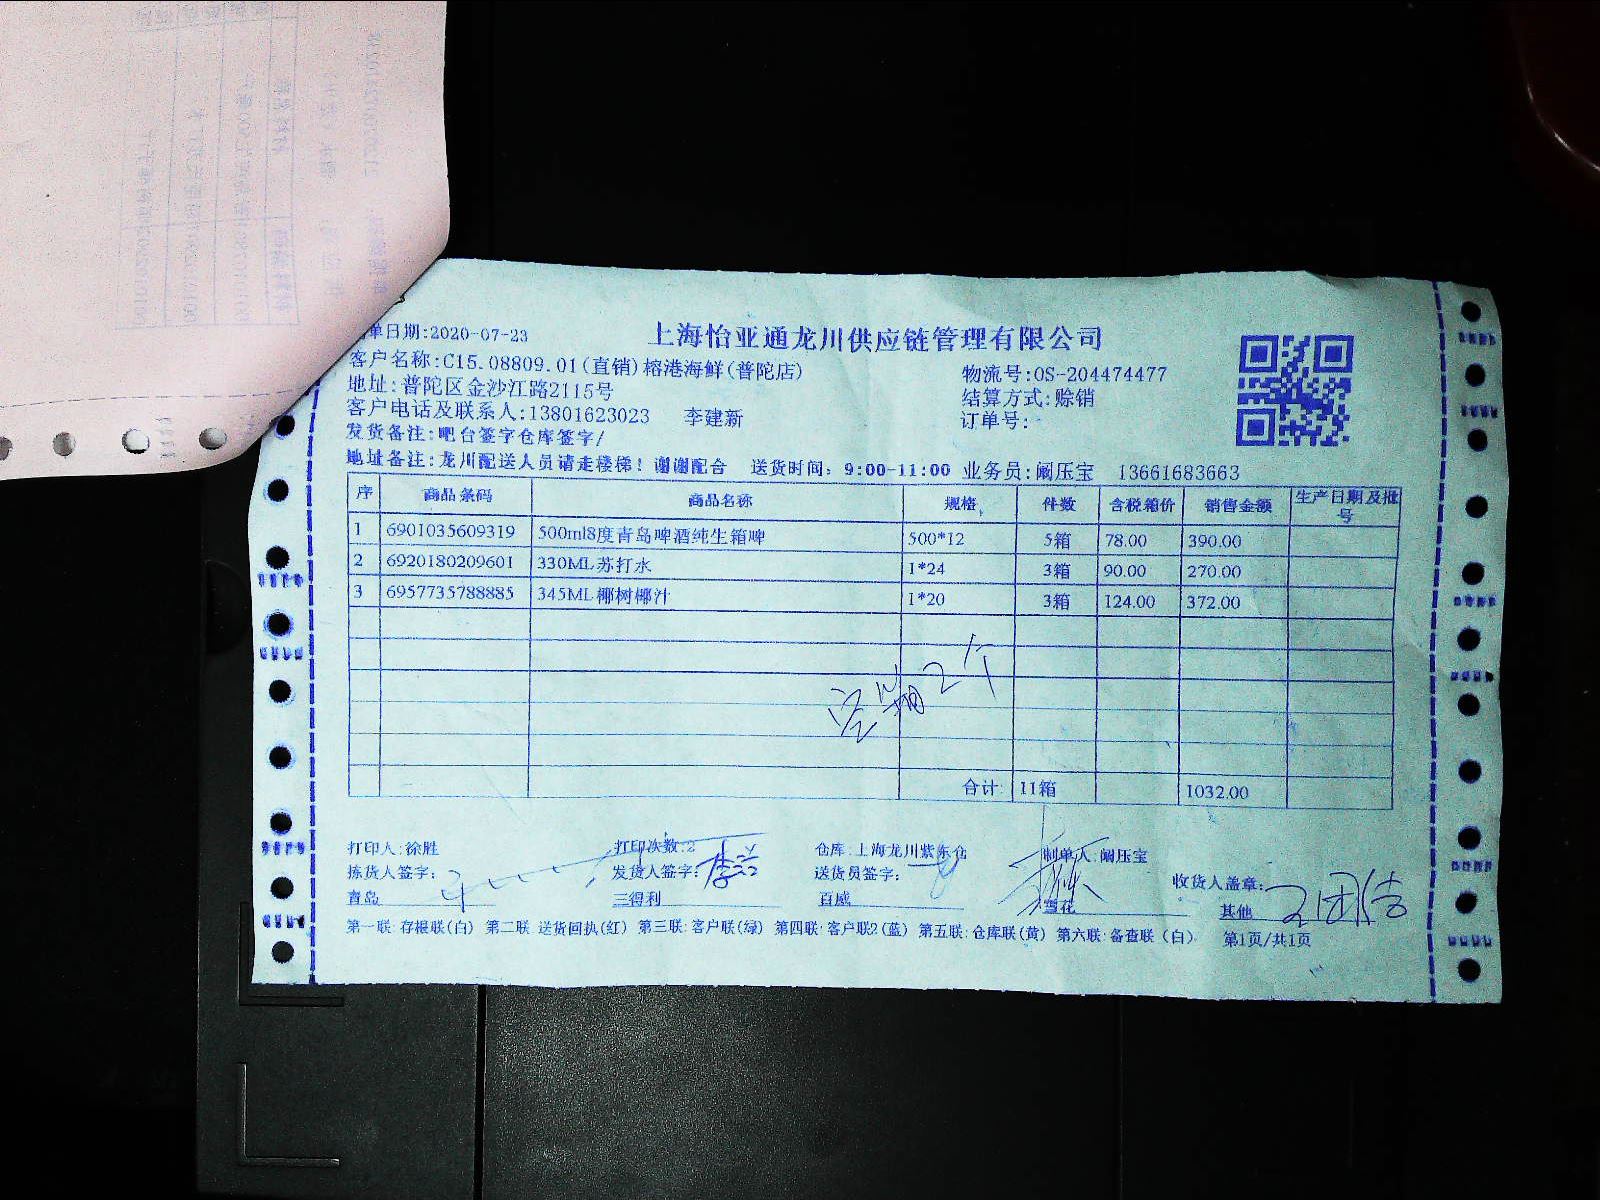 单日期:2020-07-23
上海怡亚通龙川供应链管理有限公司
客户名称:C15.08809.01(直销)榕港海鲜(普陀店)
物流号:OS-204474477
地址:普陀区金沙江路2115号
结算方式:赊销
客户电话及联系人:13801623023 李建新
订单号:
发货备注:吧台签字仓库签字/
地址备注:龙川配送人员请走楼梯!谢谢配合 送货时间:9:00-11:00 业务员:阚压宝 13661683663
序 商品条码 商品名称 规格 件数 含税箱价 销售金额 生产日期及批号
1 6901035609319 500ml8度青岛啤酒纯生箱啤 500*12 5箱 78.00 390.00
2 6920180209601 330ML苏打水 1*24 3箱 90.00 270.00
3 6957735788885 345ML椰树椰汁 1*20 3箱 124.00 372.00
空箱2个
合计: 11箱 1032.00
打印人:徐胜 打印次数:2 仓库:上海龙川紫东仓 制单人:阚压宝
拣货人签字: 发货人签字: 送货员签字: 收货人盖章:
青岛 三得利 百威 雪花 其他
第一联:存根联(白) 第二联 送货回执(红) 第三联:客户联(绿) 第四联:客户联2(蓝) 第五联:仓库联(黄) 第六联:备查联(白) 第1页/共1页